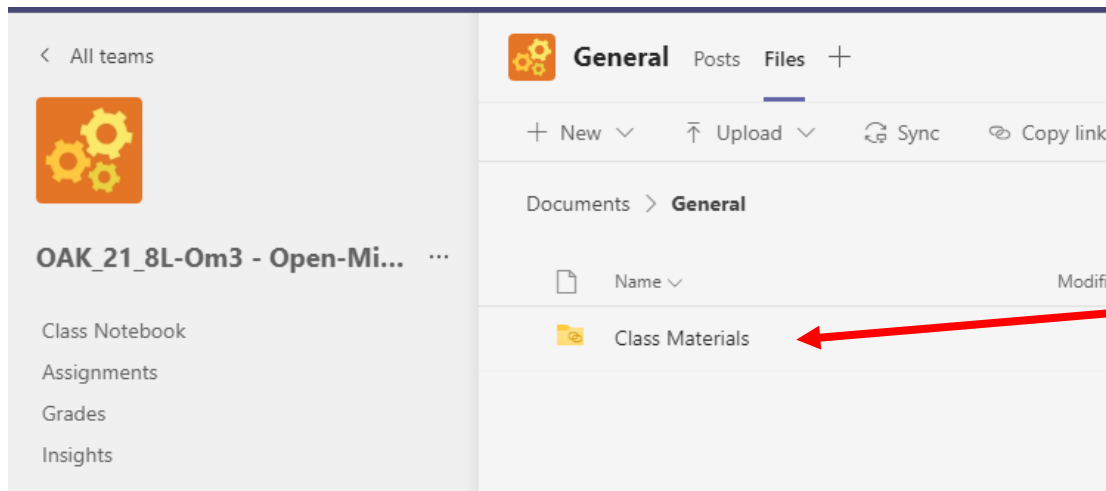 All teams
OAK_21_8L-Om3 - Open-Mi... ...
Class Notebook
Assignments
Grades
Insights
General Posts Files
New Upload Sync Copy link
Documents > General
Name Modifi
Class Materials